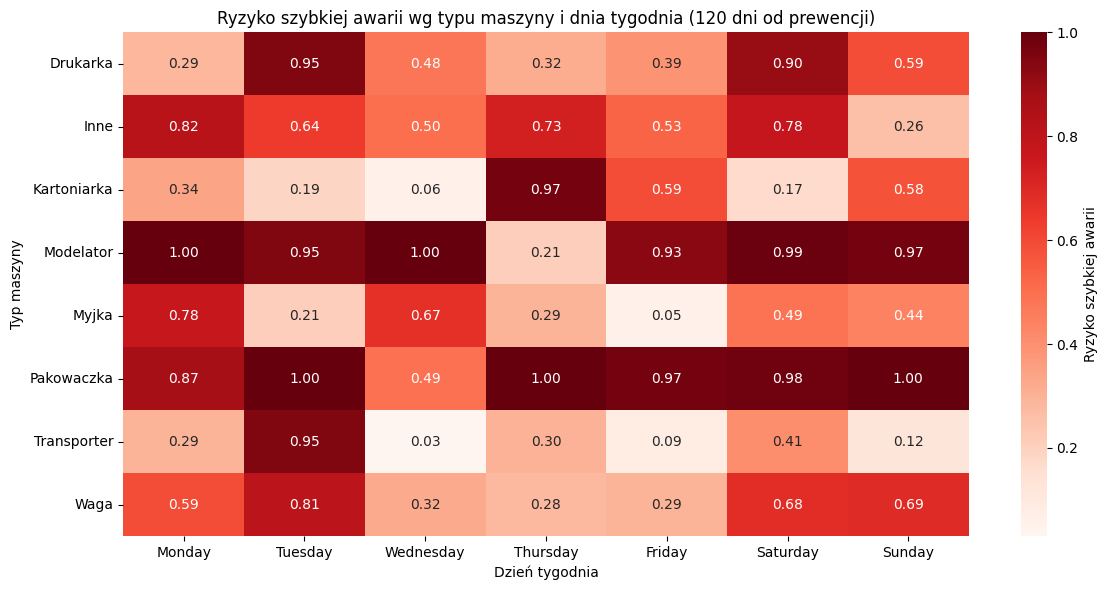 Ryzyko szybkiej awarii wg typu maszyny i dnia tygodnia (120 dni od prewencji)
Typ maszyny
Drukarka 0.29 0.95 0.48 0.32 0.39 0.90 0.59
Inne 0.82 0.64 0.50 0.73 0.53 0.78 0.26
Kartoniarka 0.34 0.19 0.06 0.97 0.59 0.17 0.58
Modelator 1.00 0.95 1.00 0.21 0.93 0.99 0.97
Myjka 0.78 0.21 0.67 0.29 0.05 0.49 0.44
Pakowaczka 0.87 1.00 0.49 1.00 0.97 0.98 1.00
Transporter 0.29 0.95 0.03 0.30 0.09 0.41 0.12
Waga 0.59 0.81 0.32 0.28 0.29 0.68 0.69
Monday Tuesday Wednesday Thursday Friday Saturday Sunday
Dzień tygodnia
1.0
0.8
0.6
0.4
0.2
Ryzyko szybkiej awarii